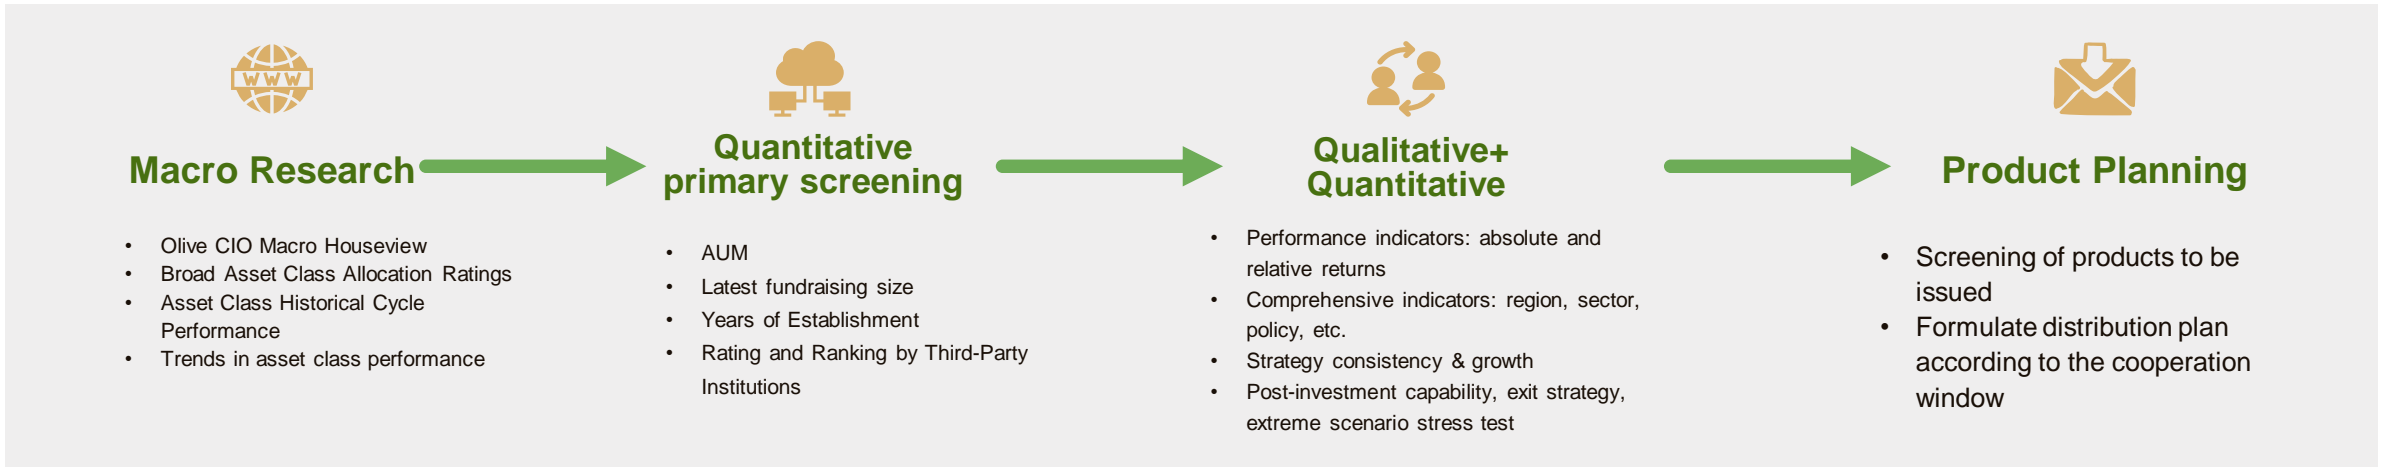 WWW
Macro Research
• Olive CIO Macro Houseview
• Broad Asset Class Allocation Ratings
• Asset Class Historical Cycle
Performance
• Trends in asset class performance
Quantitative
primary screening
• AUM
• Latest fundraising size
• Years of Establishment
• Rating and Ranking by Third-Party
Institutions
Qualitative+
Quantitative
• Performance indicators: absolute and
relative returns
• Comprehensive indicators: region, sector,
policy, etc.
• Strategy consistency & growth
• Post-investment capability, exit strategy,
extreme scenario stress test
Product Planning
• Screening of products to be
issued
• Formulate distribution plan
according to the cooperation
window